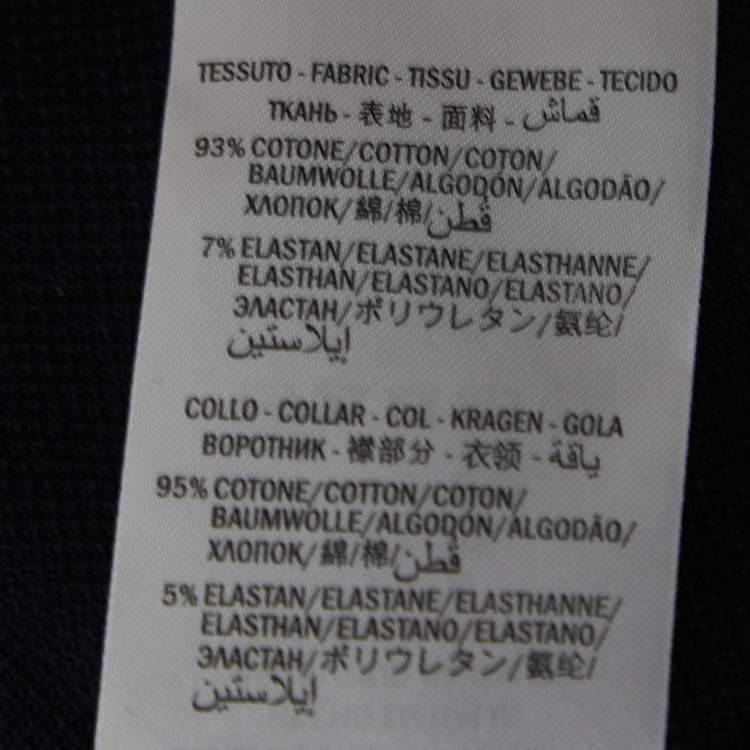 TESSUTO - FABRIC - TISSU - GEWEBE - TECIDO
ТКАНЬ - 表地 - 面料 - قماش
93% COTONE/COTTON/COTON/
BAUMWOLLE/ALGODÓN/ALGODÃO/
ХЛОПОК/綿/棉/قطن
7% ELASTAN/ELASTANE/ELASTHANNE/
ELASTHAN/ELASTANO/ELASTANO/
ЭЛАСТАН/ポリウレタン/氨纶/
إيلاستين
COLLO - COLLAR - COL - KRAGEN - GOLA
ВОРОТНИК - 襟部分 - 衣领 - ياقة
95% COTONE/COTTON/COTON/
BAUMWOLLE/ALGODÓN/ALGODÃO/
ХЛОПОК/綿/棉/قطن
5% ELASTAN/ELASTANE/ELASTHANNE/
ELASTHAN/ELASTANO/ELASTANO/
ЭЛАСТАН/ポリウレタン/氨纶/
إيلاستين